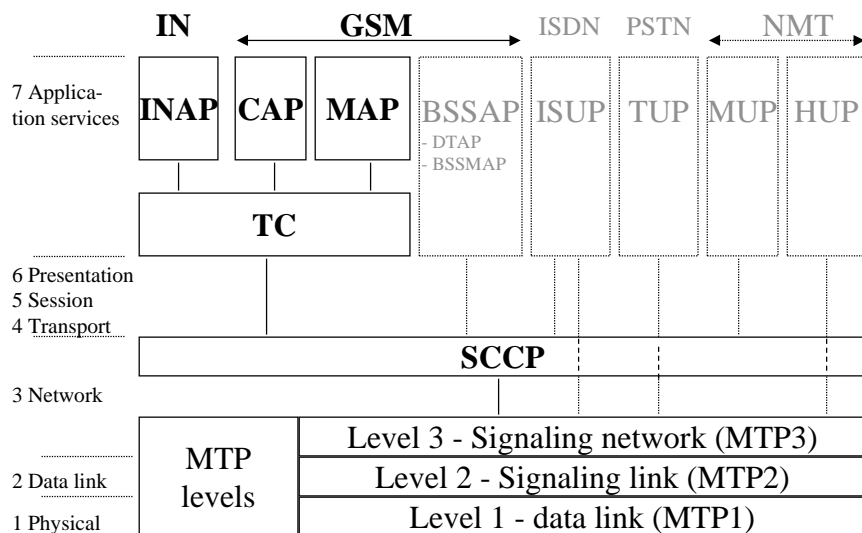 IN GSM ISDN PSTN NMT
7 Applica-
tion services
INAP CAP MAP BSSAP ISUP TUP MUP HUP
- DTAP
- BSSMAP
TC
6 Presentation
5 Session
4 Transport
SCCP
3 Network
MTP
levels
Level 3 - Signaling network (MTP3)
2 Data link
Level 2 - Signaling link (MTP2)
1 Physical
Level 1 - data link (MTP1)